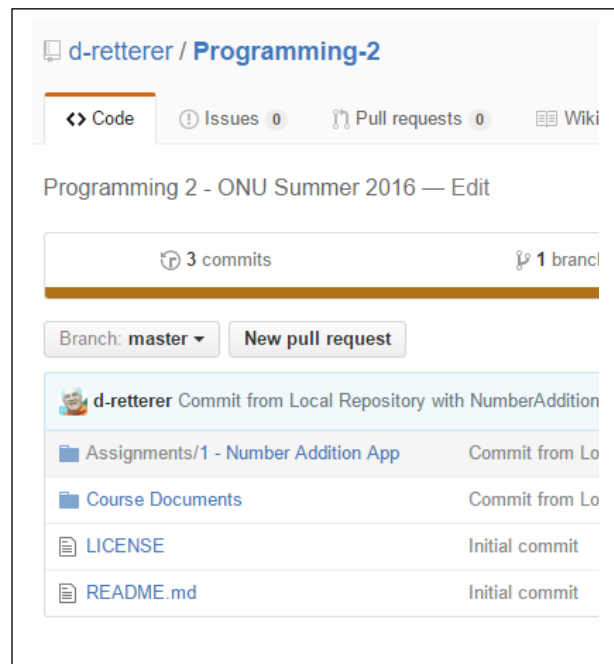 d-retterer / Programming-2
Code Issues 0 Pull requests 0 Wiki
Programming 2 - ONU Summer 2016 — Edit
3 commits 1 branch
Branch: master New pull request
d-retterer Commit from Local Repository with NumberAddition
Assignments/1 - Number Addition App Commit from Lo
Course Documents Commit from Lo
LICENSE Initial commit
README.md Initial commit